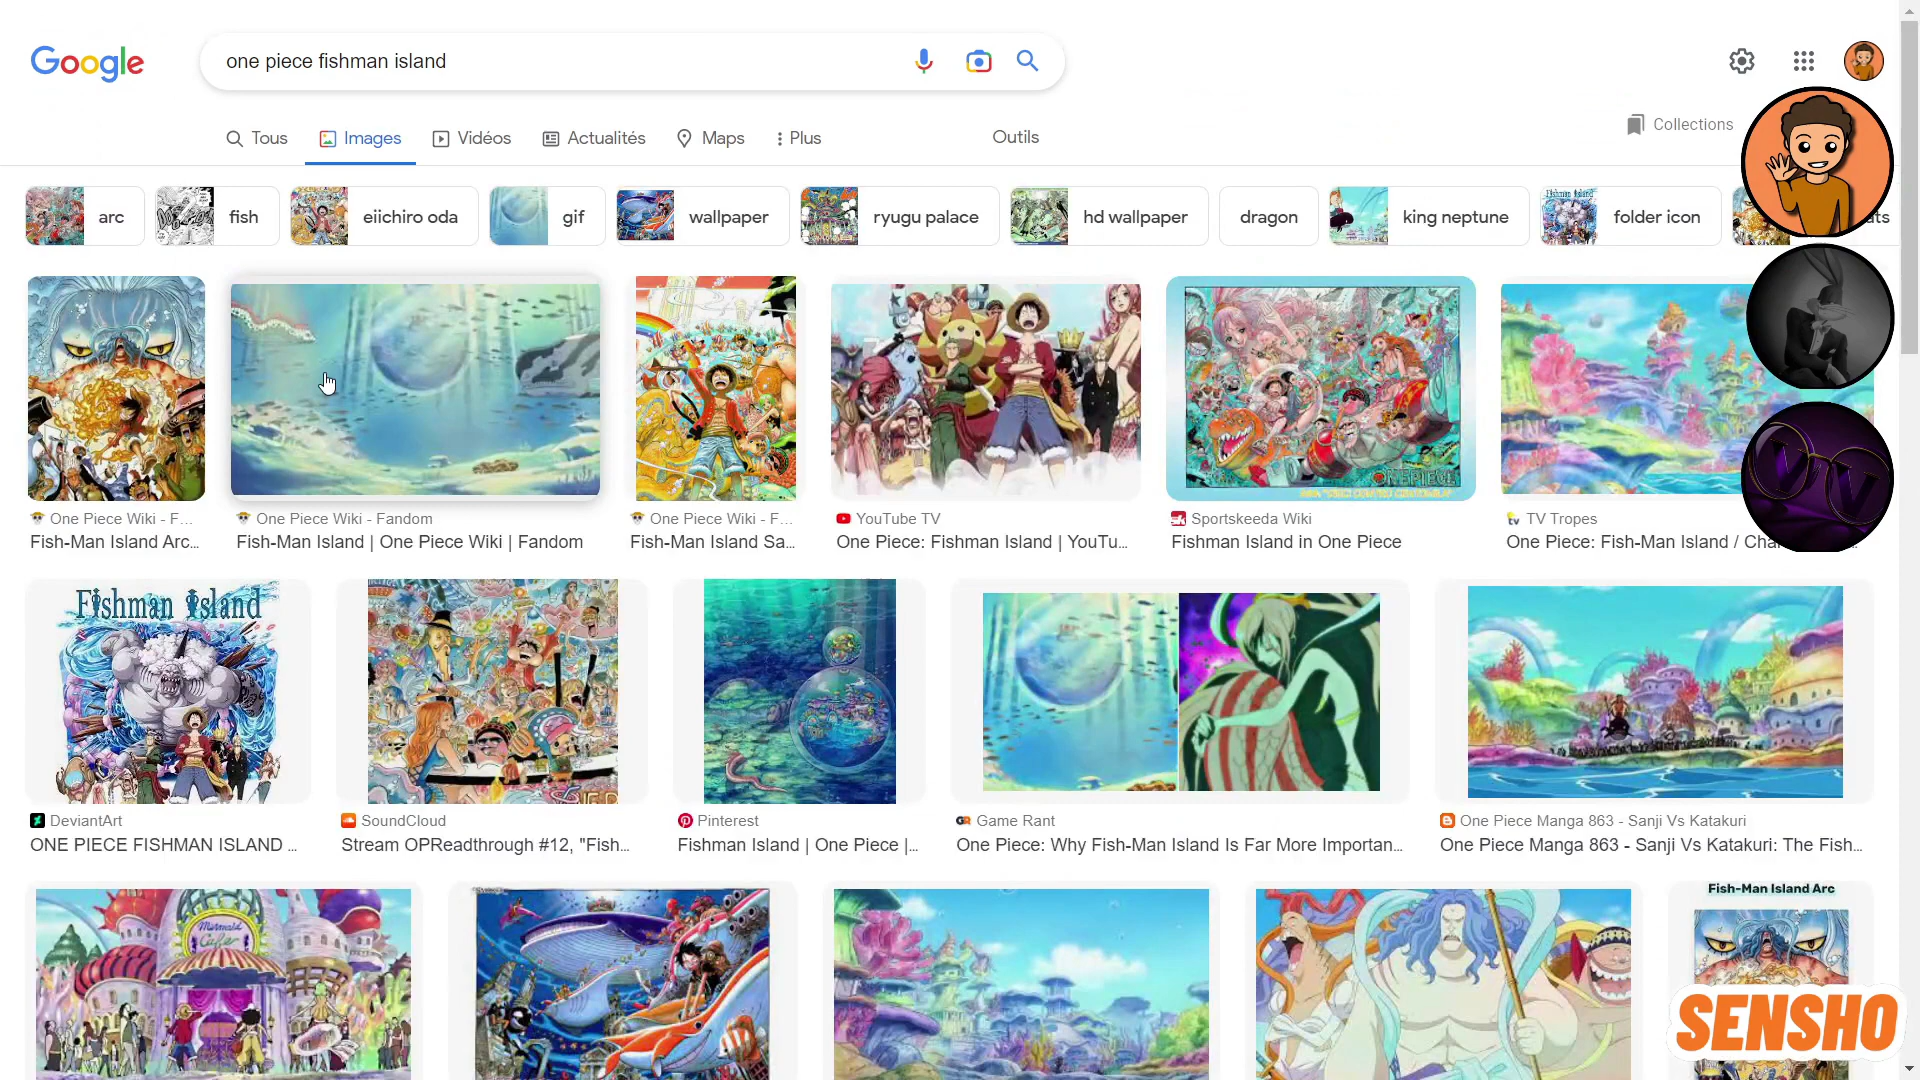 Google
one piece fishman island
Tous
Images
Vidéos
Actualités
Maps
Plus
Outils
Collections
arc
fish
eiichiro oda
gif
wallpaper
ryugu palace
hd wallpaper
dragon
king neptune
folder icon
One Piece Wiki - F...
Fish-Man Island Arc...
One Piece Wiki - Fandom
Fish-Man Island | One Piece Wiki | Fandom
One Piece Wiki - F...
Fish-Man Island Sa...
YouTube TV
One Piece: Fishman Island | YouTu...
Sportskeeda Wiki
Fishman Island in One Piece
TV Tropes
One Piece: Fish-Man Island /
Fishman Island
DeviantArt
ONE PIECE FISHMAN ISLAND ...
SoundCloud
Stream OPReadthrough #12, "Fish...
Pinterest
Fishman Island | One Piece |...
Game Rant
One Piece: Why Fish-Man Island Is Far More Importan...
One Piece Manga 863 - Sanji Vs Katakuri
One Piece Manga 863 - Sanji Vs Katakuri: The Fish...
Mermaid
Cafe
Fish-Man Island Arc
SENSHO